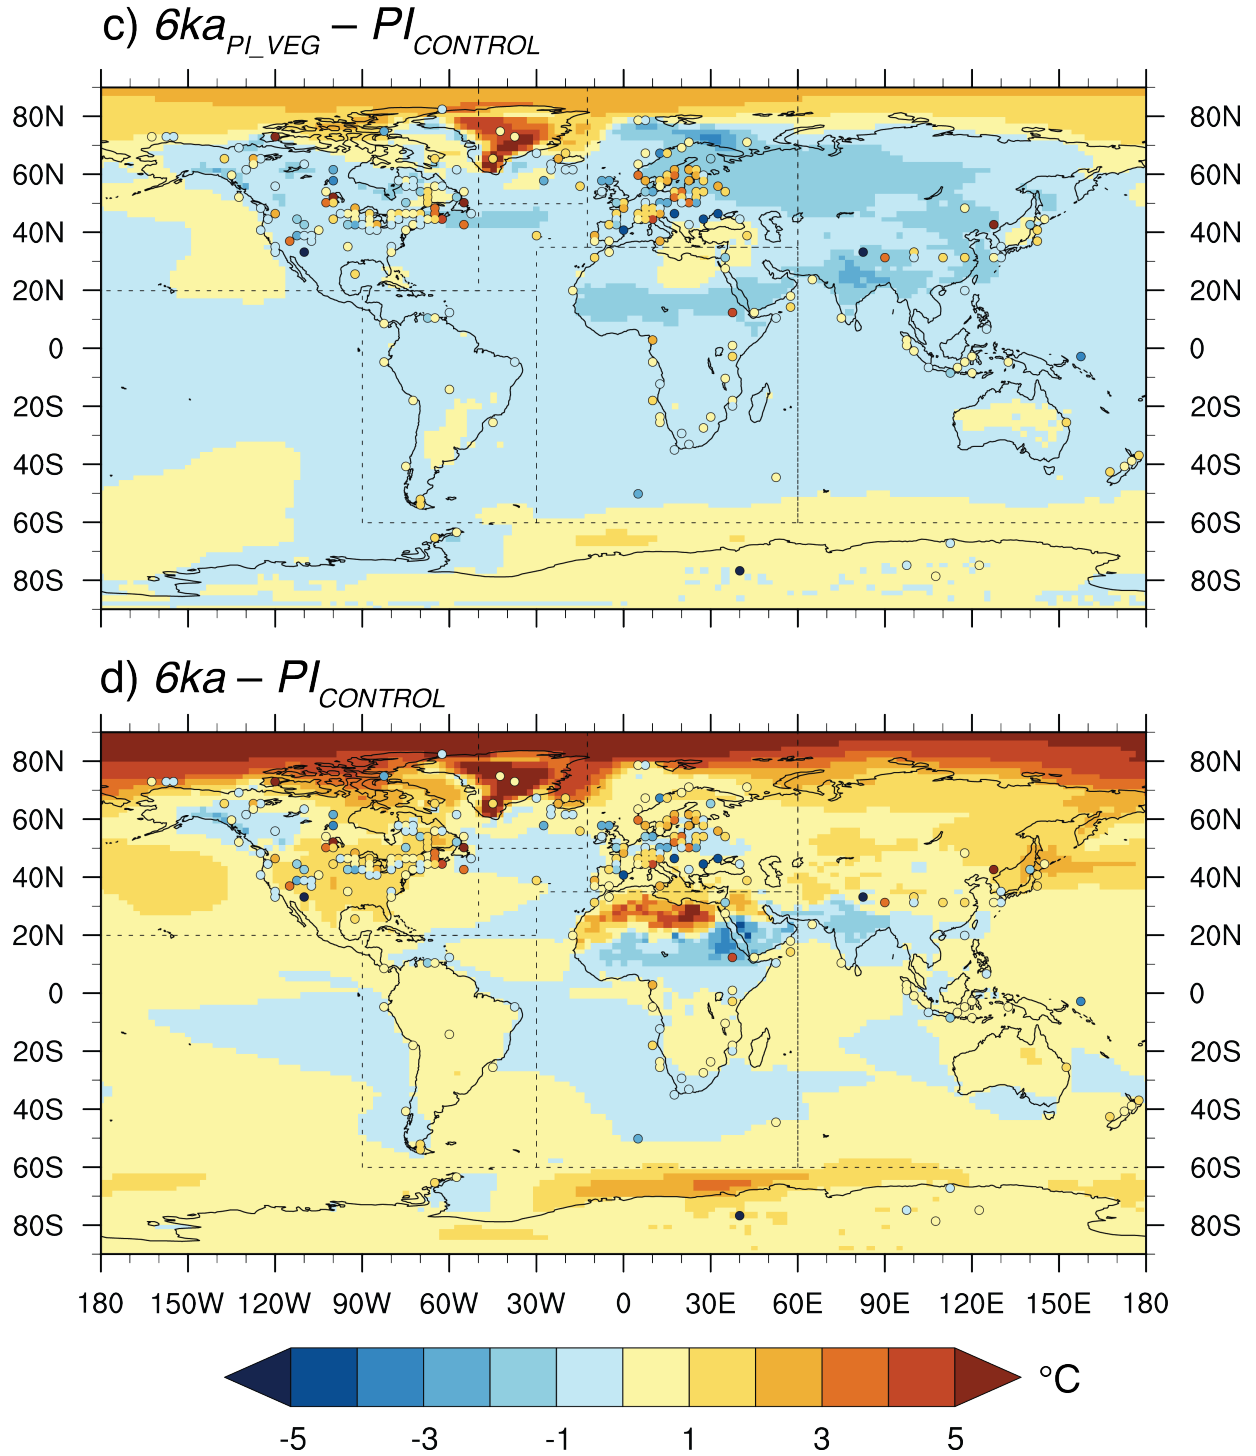 c) 6ka PI_VEG – PI CONTROL
80N 80N
60N 60N
40N 40N
20N 20N
0 0
20S 20S
40S 40S
60S 60S
80S 80S
d) 6ka – PI CONTROL
80N 80N
60N 60N
40N 40N
20N 20N
0 0
20S 20S
40S 40S
60S 60S
80S 80S
180 150W 120W 90W 60W 30W 0 30E 60E 90E 120E 150E 180
°C
-5 -3 -1 1 3 5